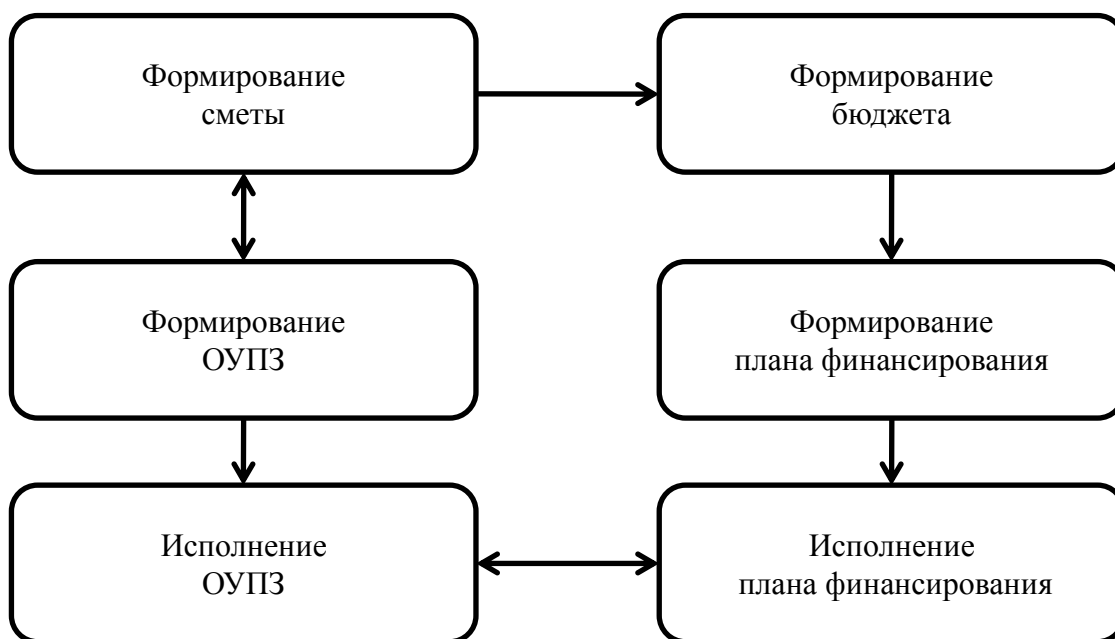 Формирование
сметы
Формирование
бюджета
Формирование
ОУПЗ
Формирование
плана финансирования
Исполнение
ОУПЗ
Исполнение
плана финансирования